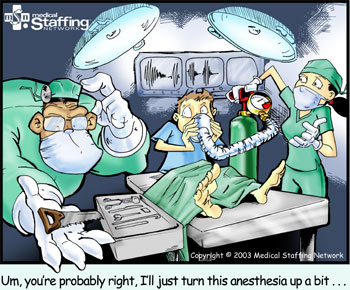 msn medical
Staffing
NETWORK
Copyright © 2003 Medical Staffing Network
Um, you're probably right, I'll just turn this anesthesia up a bit . . .